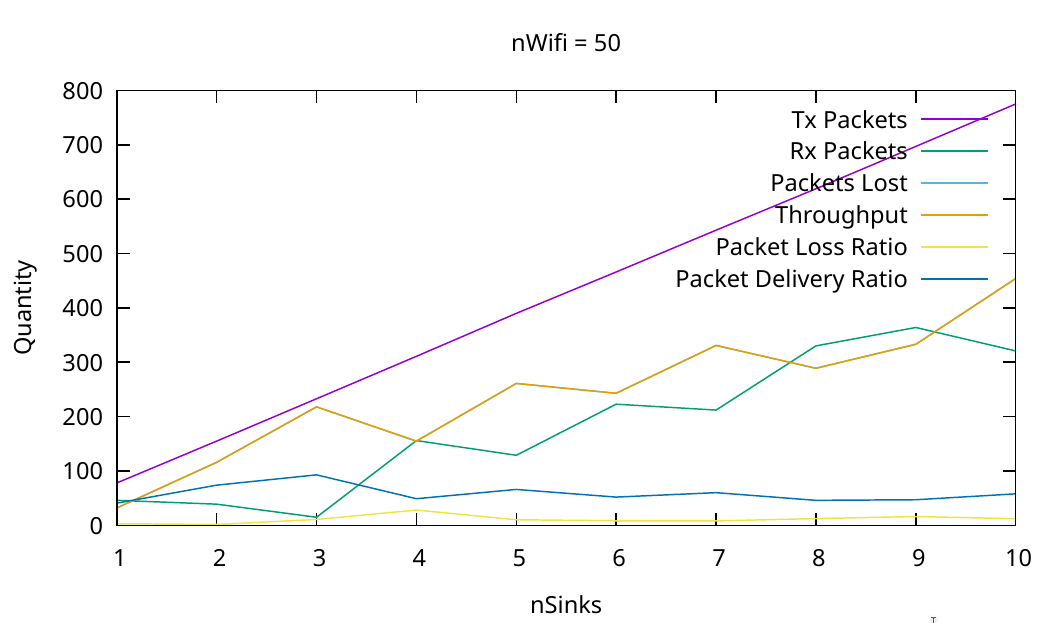 nWifi = 50
800
700
600
500
400
300
200
100
0
Quantity
Tx Packets
Rx Packets
Packets Lost
Throughput
Packet Loss Ratio
Packet Delivery Ratio
1 2 3 4 5 6 7 8 9 10
nSinks